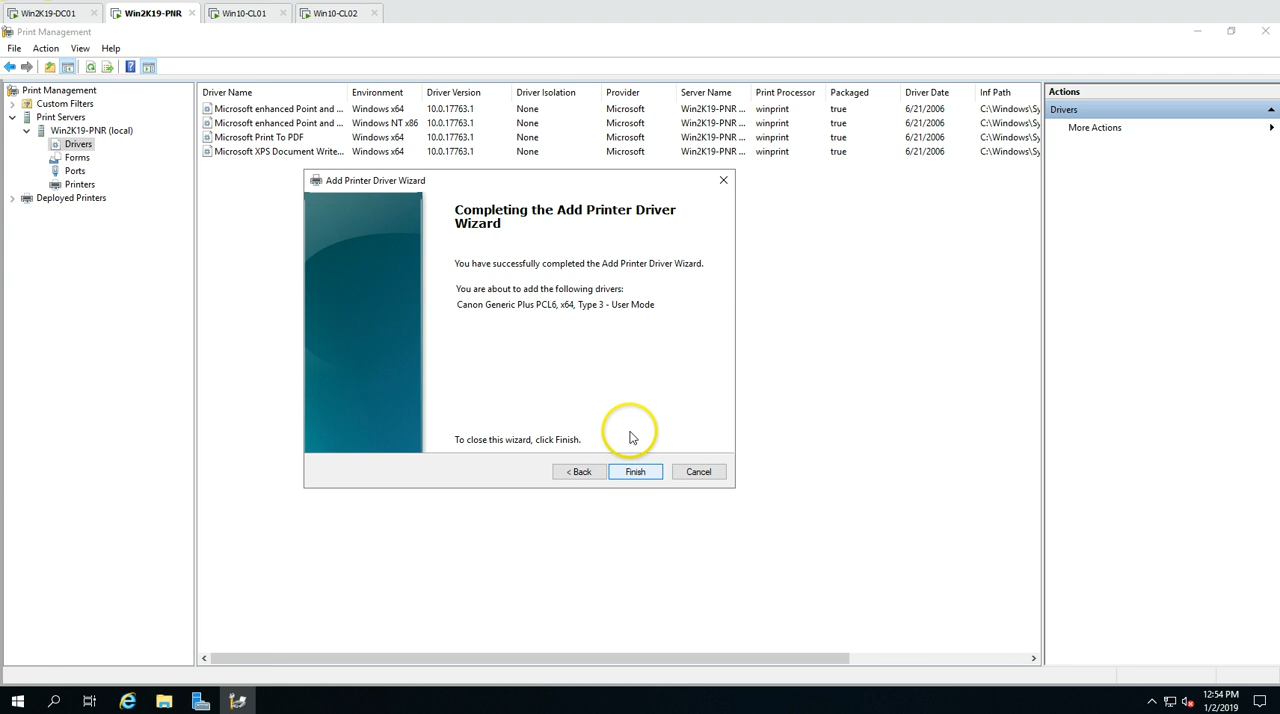 Win2K19-DC01
Win2K19-PNR
Win10-CL01
Win10-CL02
Print Management
File Action View Help
Print Management
Custom Filters
Print Servers
Win2K19-PNR (local)
Drivers
Forms
Ports
Printers
Deployed Printers
Driver Name Environment Driver Version Driver Isolation Provider Server Name Print Processor Packaged Driver Date Inf Path
Microsoft enhanced Point and ... Windows x64 10.0.17763.1 None Microsoft Win2K19-PNR ... winprint true 6/21/2006 C:\Windows\Sy
Microsoft enhanced Point and ... Windows NT x86 10.0.17763.1 None Microsoft Win2K19-PNR ... winprint true 6/21/2006 C:\Windows\Sy
Microsoft Print To PDF Windows x64 10.0.17763.1 None Microsoft Win2K19-PNR ... winprint true 6/21/2006 C:\Windows\Sy
Microsoft XPS Document Write... Windows x64 10.0.17763.1 None Microsoft Win2K19-PNR ... winprint true 6/21/2006 C:\Windows\Sy
Actions
Drivers
More Actions
Add Printer Driver Wizard
Completing the Add Printer Driver
Wizard
You have successfully completed the Add Printer Driver Wizard.
You are about to add the following drivers:
Canon Generic Plus PCL6, x64, Type 3 - User Mode
To close this wizard, click Finish.
< Back Finish Cancel
12:54 PM
1/2/2019